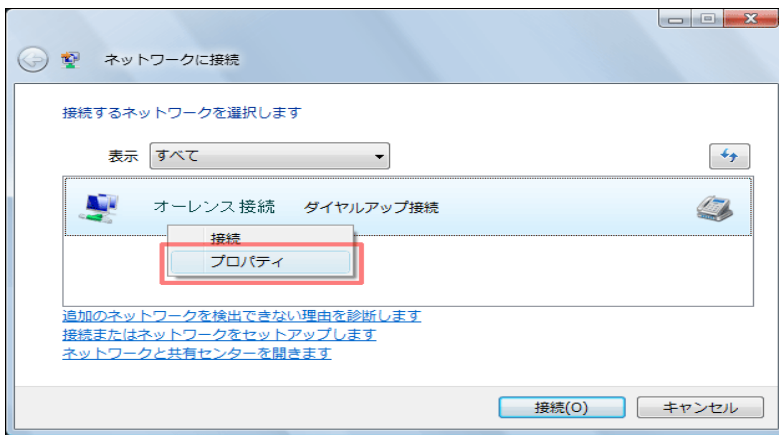 ネットワークに接続
接続するネットワークを選択します
表示 すべて
オーレンス接続 ダイヤルアップ接続
接続
プロパティ
追加のネットワークを検出できない理由を診断します
接続またはネットワークをセットアップします
ネットワークと共有センターを開きます
接続(O) キャンセル